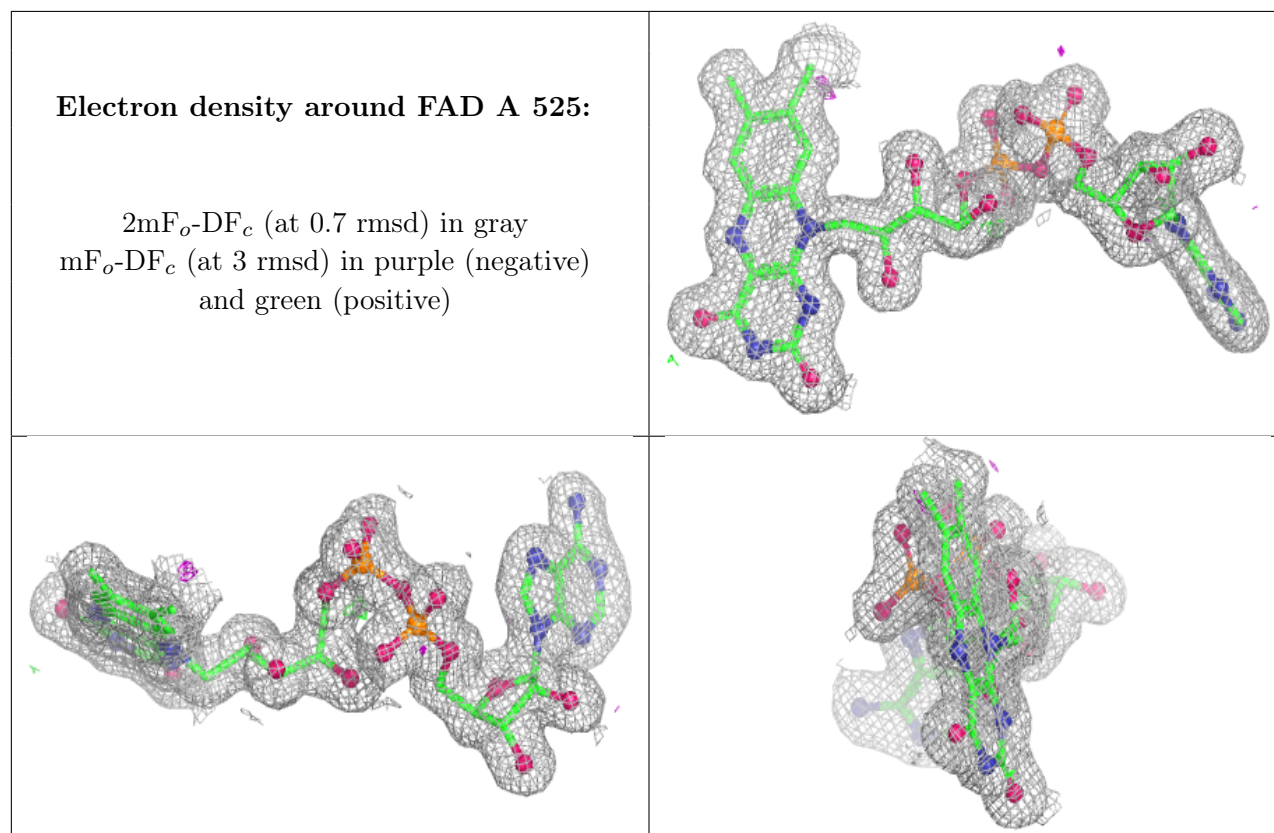 Electron density around FAD A 525:
2mFo-DFc (at 0.7 rmsd) in gray
mFo-DFc (at 3 rmsd) in purple (negative)
and green (positive)